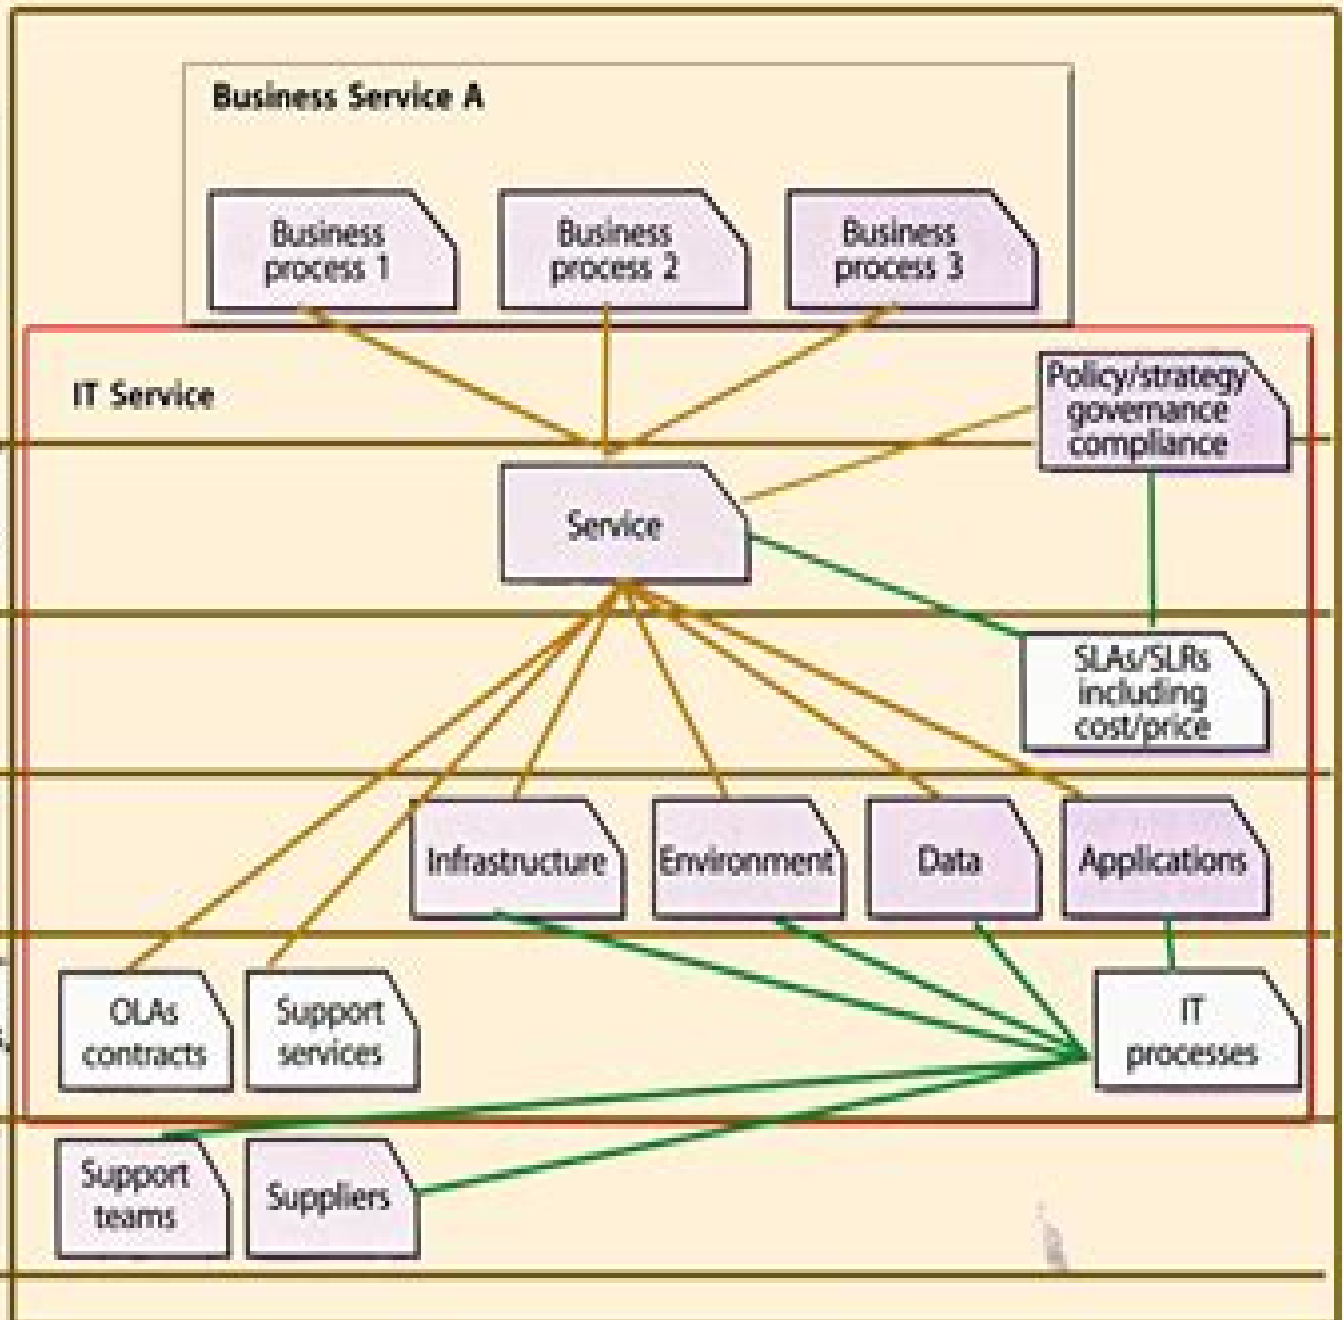 Business Service A
Business
process 1
Business
process 2
Business
process 3
IT Service
Policy/strategy
governance
compliance
Service
SLAs/SLRs
including
cost/price
Infrastructure
Environment
Data
Applications
OLAs
contracts
Support
services
IT
processes
Support
teams
Suppliers